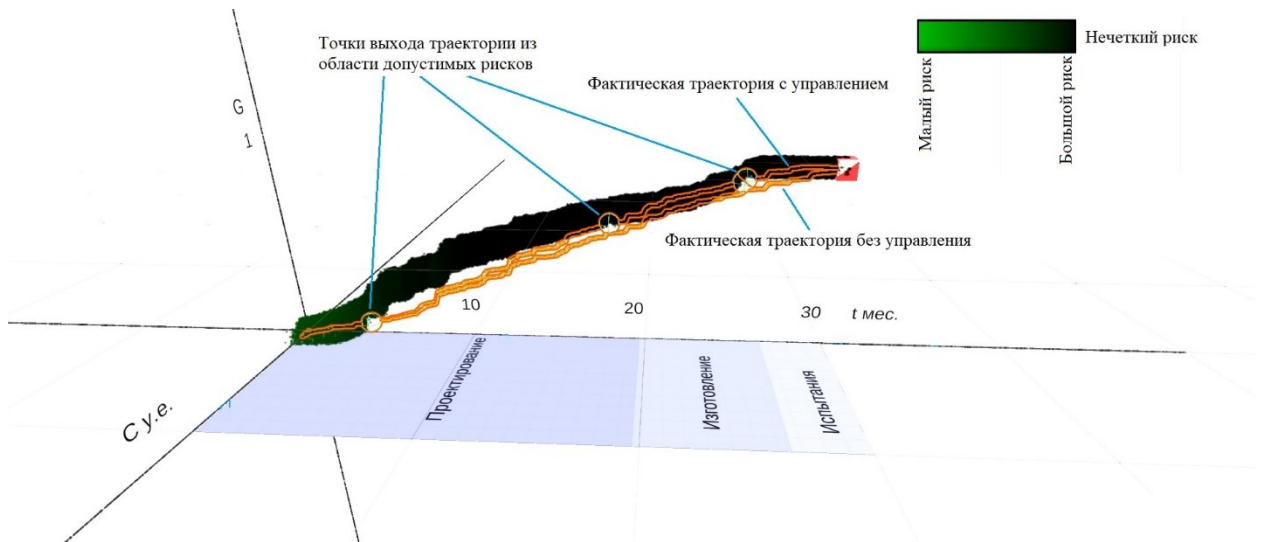 Точки выхода траектории из
области допустимых рисков
Нечеткий риск
Малый риск
Большой риск
Фактическая траектория с управлением
G
1
Фактическая траектория без управления
10
20
30
t мес.
С у.е.
Проектирование
Изготовление
Испытания